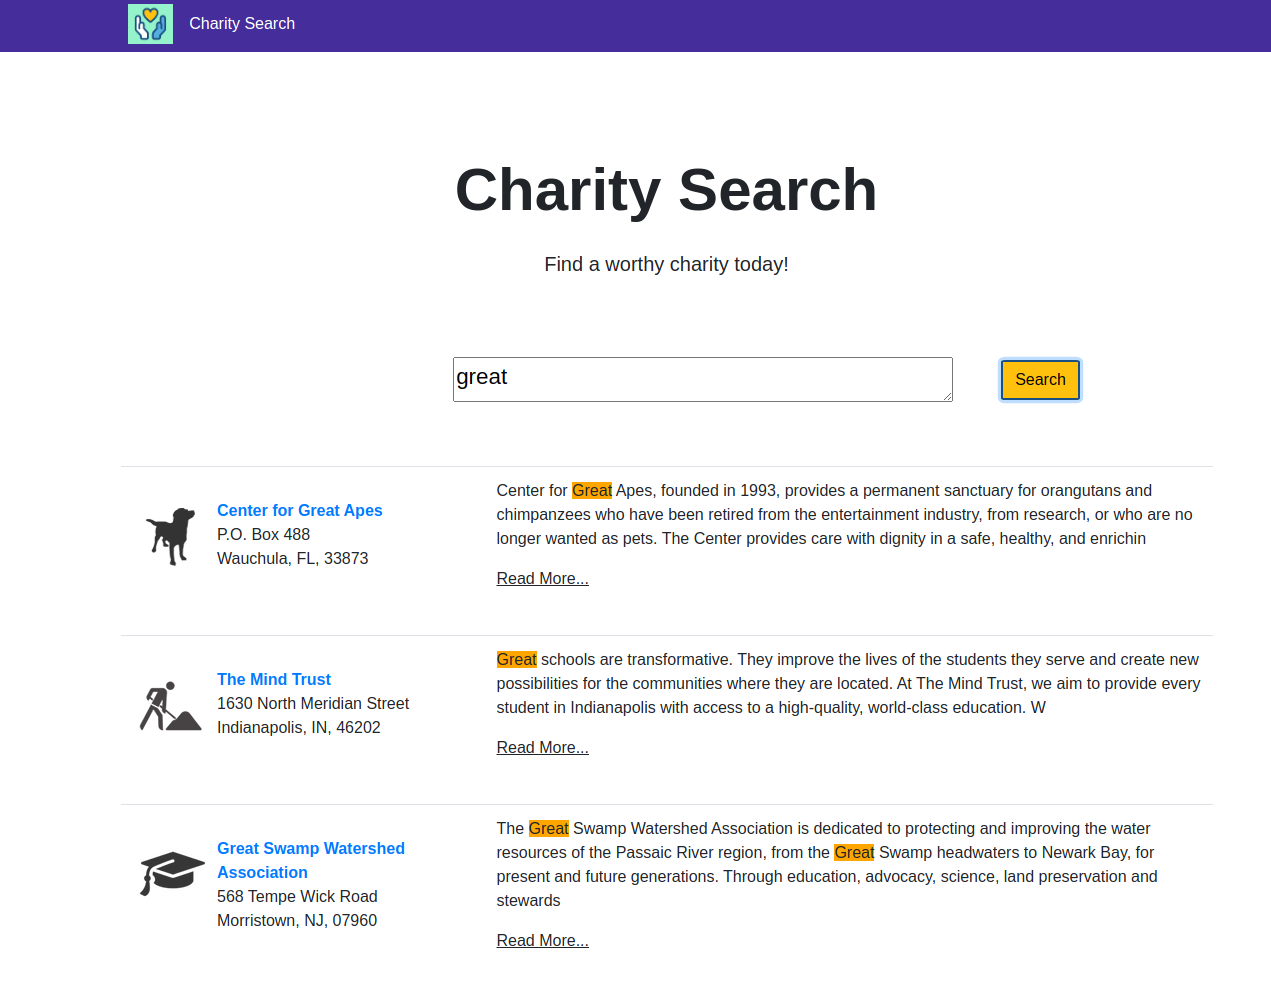 Charity Search
Charity Search
Find a worthy charity today!
great
Search
Center for Great Apes
P.O. Box 488
Wauchula, FL, 33873
Center for Great Apes, founded in 1993, provides a permanent sanctuary for orangutans and
chimpanzees who have been retired from the entertainment industry, from research, or who are no
longer wanted as pets. The Center provides care with dignity in a safe, healthy, and enrichin
Read More...
The Mind Trust
1630 North Meridian Street
Indianapolis, IN, 46202
Great schools are transformative. They improve the lives of the students they serve and create new
possibilities for the communities where they are located. At The Mind Trust, we aim to provide every
student in Indianapolis with access to a high-quality, world-class education. W
Read More...
Great Swamp Watershed
Association
568 Tempe Wick Road
Morristown, NJ, 07960
The Great Swamp Watershed Association is dedicated to protecting and improving the water
resources of the Passaic River region, from the Great Swamp headwaters to Newark Bay, for
present and future generations. Through education, advocacy, science, land preservation and
stewards
Read More...